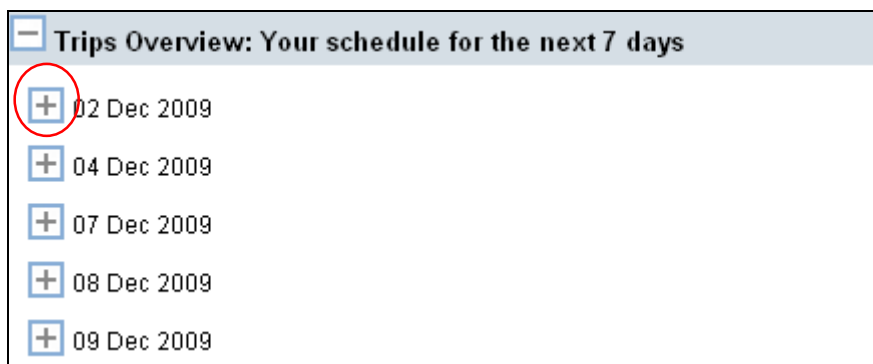 Trips Overview: Your schedule for the next 7 days
02 Dec 2009
04 Dec 2009
07 Dec 2009
08 Dec 2009
09 Dec 2009